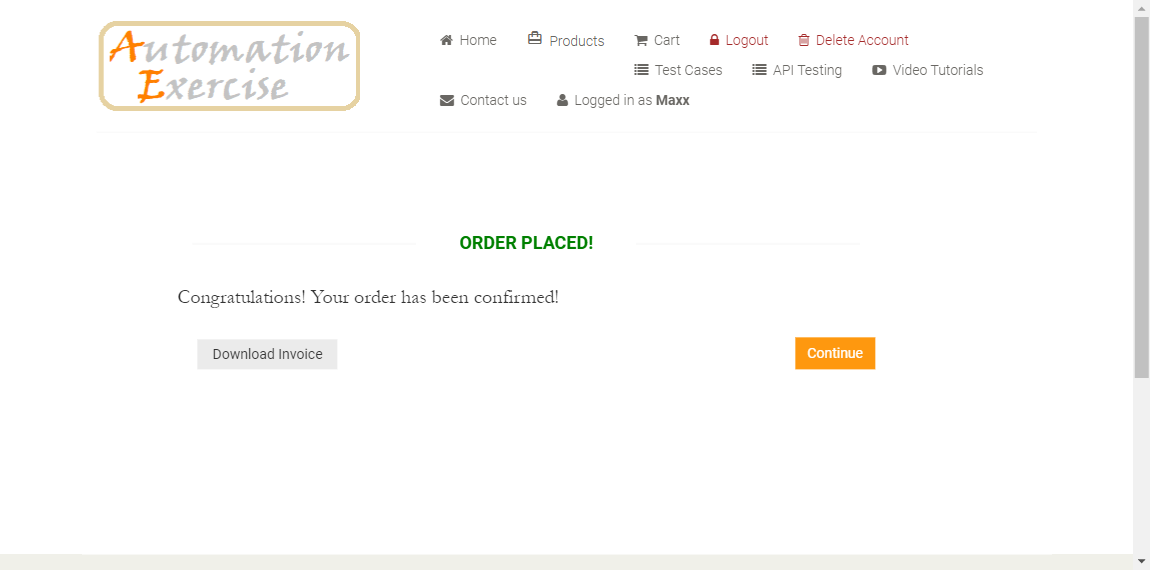 Automation
Exercise
Home Products Cart Logout Delete Account
Test Cases API Testing Video Tutorials
Contact us Logged in as Maxx
ORDER PLACED!
Congratulations! Your order has been confirmed!
Download Invoice Continue